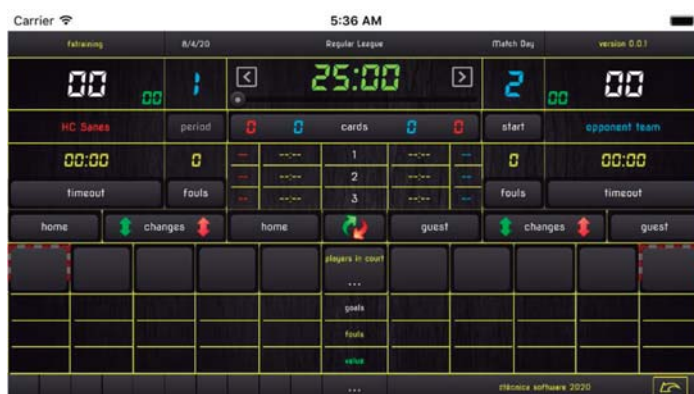 Carrier 5:36 AM
fstraining 8/4/20 Regular League Match Day version 0.0.1
00 00 1 < 25:00 > 2 00 00
HC Sanes period 0 0 cards 0 0 start opponent team
00:00 0 -- --:-- 1 --:-- -- 0 00:00
-- --:-- 2 --:-- --
timeout fouls -- --:-- 3 --:-- -- fouls timeout
home changes home guest changes guest
players in court
...
goals
fouls
value
... software 2020